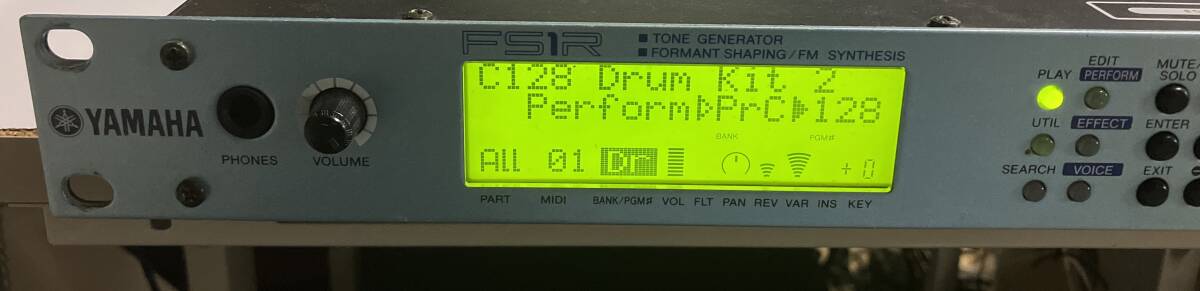 FS1R
TONE GENERATOR
FORMANT SHAPING/FM SYNTHESIS
YAMAHA
PHONES
VOLUME
C128 Drum Kit 2
Perform▷PrC▶128
BANK PGM#
All 01 Dr + 0
PART MIDI BANK/PGM# VOL FLT PAN REV VAR INS KEY
EDIT
PLAY PERFORM MUTE/
SOLO
UTIL EFFECT ENTER
SEARCH VOICE EXIT